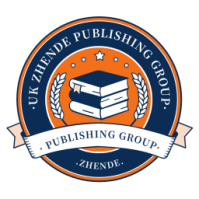 · UK ZHENDE PUBLISHING GROUP ·
· PUBLISHING GROUP ·
· ZHENDE ·